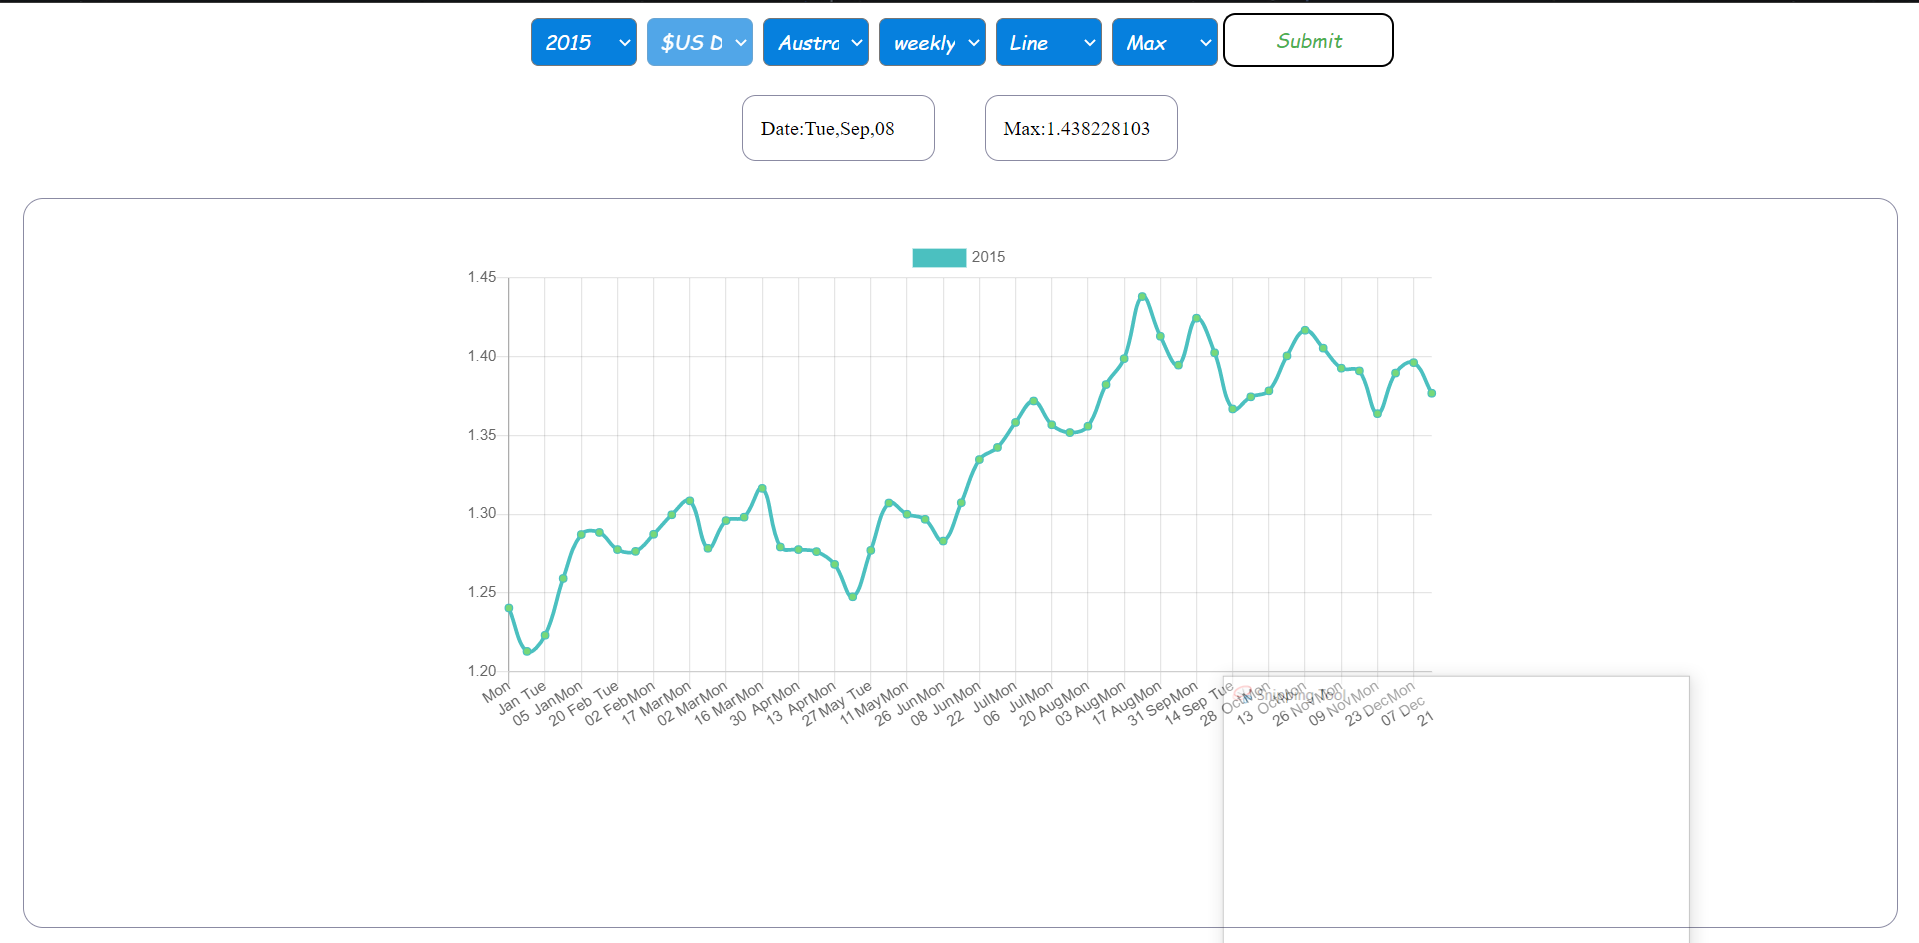 2015 $US D Austra weekly Line Max Submit
Date:Tue,Sep,08 Max:1.438228103
2015
1.45
1.40
1.35
1.30
1.25
1.20
Mon Jan
Tue 05 Jan
Mon 20 Feb
Tue 02 Feb
Mon 17 Mar
Mon 02 Mar
Mon 16 Mar
Mon 30 Apr
Mon 13 Apr
Mon 27 May
Tue 11 May
Mon 26 Jun
Mon 08 Jun
Mon 22 Jul
Mon 06 Jul
Mon 20 Aug
Mon 03 Aug
Mon 17 Aug
Mon 31 Sep
Mon 14 Sep
Tue 28 Oct
Mon 13 Oct
Mon 26 Nov
Mon 09 Nov
Mon 23 Dec
Mon 07 Dec
21
Snipping Tool